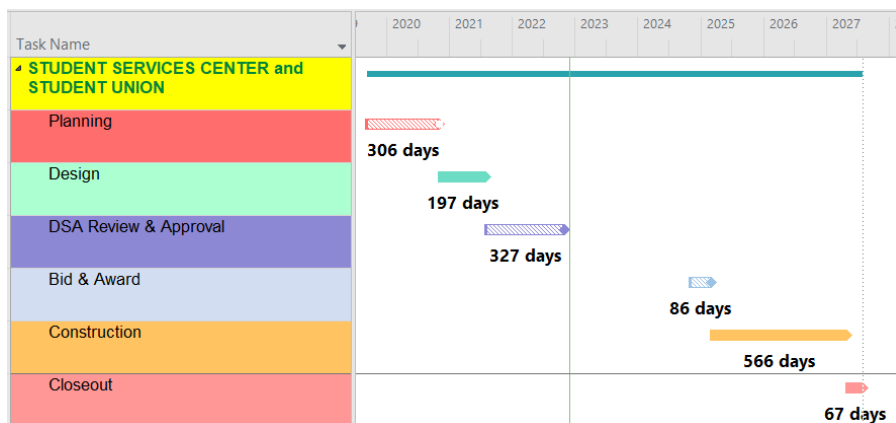 2020 2021 2022 2023 2024 2025 2026 2027
Task Name
STUDENT SERVICES CENTER and
STUDENT UNION
Planning
306 days
Design
197 days
DSA Review & Approval
327 days
Bid & Award
86 days
Construction
566 days
Closeout
67 days